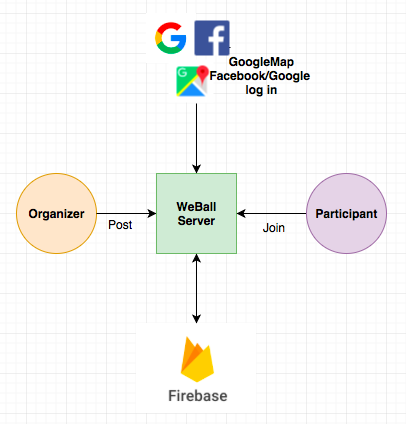 GoogleMap
Facebook/Google
log in
Organizer
Post
WeBall
Server
Join
Participant
Firebase